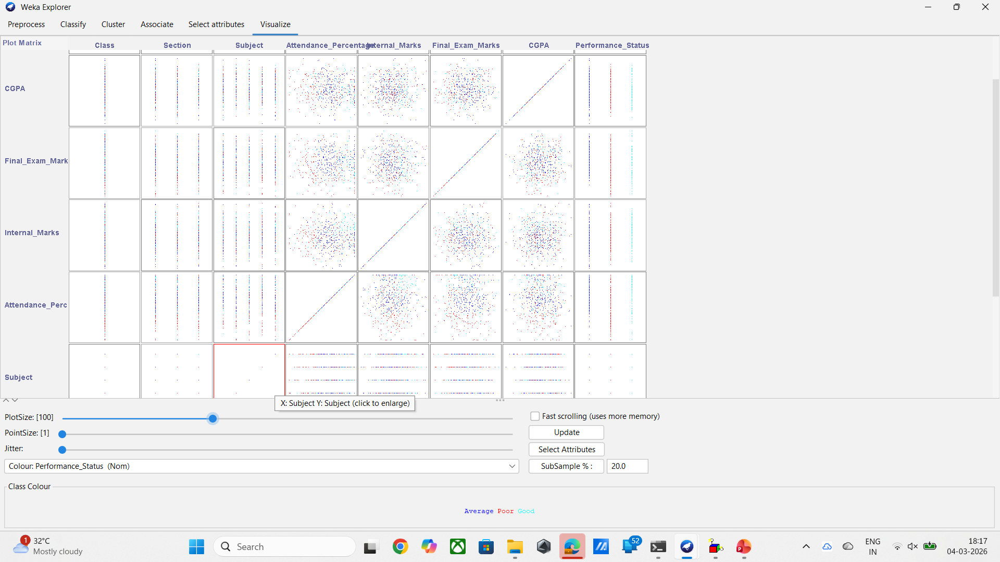 Weka Explorer
Preprocess Classify Cluster Associate Select attributes Visualize
Plot Matrix Class Section Subject Attendance_Percentage Internal_Marks Final_Exam_Marks CGPA Performance_Status
CGPA
Final_Exam_Mark
Internal_Marks
Attendance_Perc
Subject
X: Subject Y: Subject (click to enlarge)
PlotSize: [100] Fast scrolling (uses more memory)
PointSize: [1] Update
Jitter: Select Attributes
Colour: Performance_Status (Nom) SubSample % : 20.0
Class Colour
Average Poor Good
1 32°C
Mostly cloudy
Search
52
ENG
IN
18:17
04-03-2026